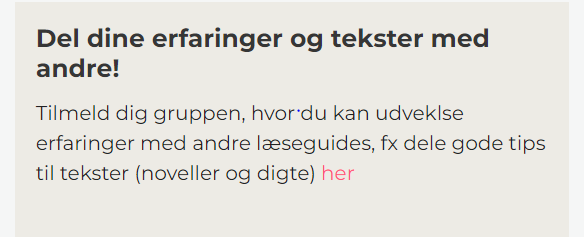 Del dine erfaringer og tekster med
andre!
Tilmeld dig gruppen, hvor du kan udveklse
erfaringer med andre læseguides, fx dele gode tips
til tekster (noveller og digte) her